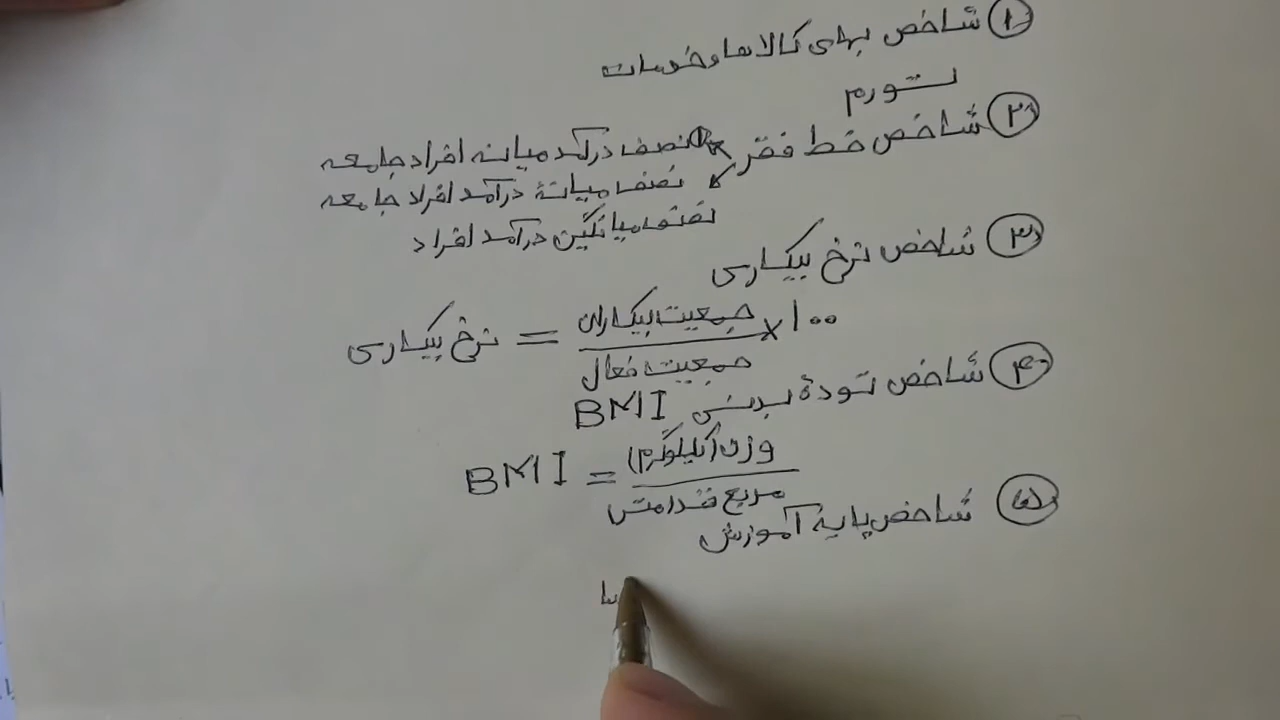 ۱ شاخص بهای کالاها و خدمات
تورم
۲ شاخص خط فقر
۱ نصف درآمد میانه افراد جامعه
نصف میانهٔ درآمد افراد جامعه
نصف میانگین درآمد افراد
۳ شاخص نرخ بیکاری
نرخ بیکاری = جمعیت بیکاران / جمعیت فعال × ۱۰۰
۴ شاخص تودهٔ بدنی BMI
BMI = وزن (کیلوگرم) / مربع قد امتر
۵ شاخص پایهٔ آموزش